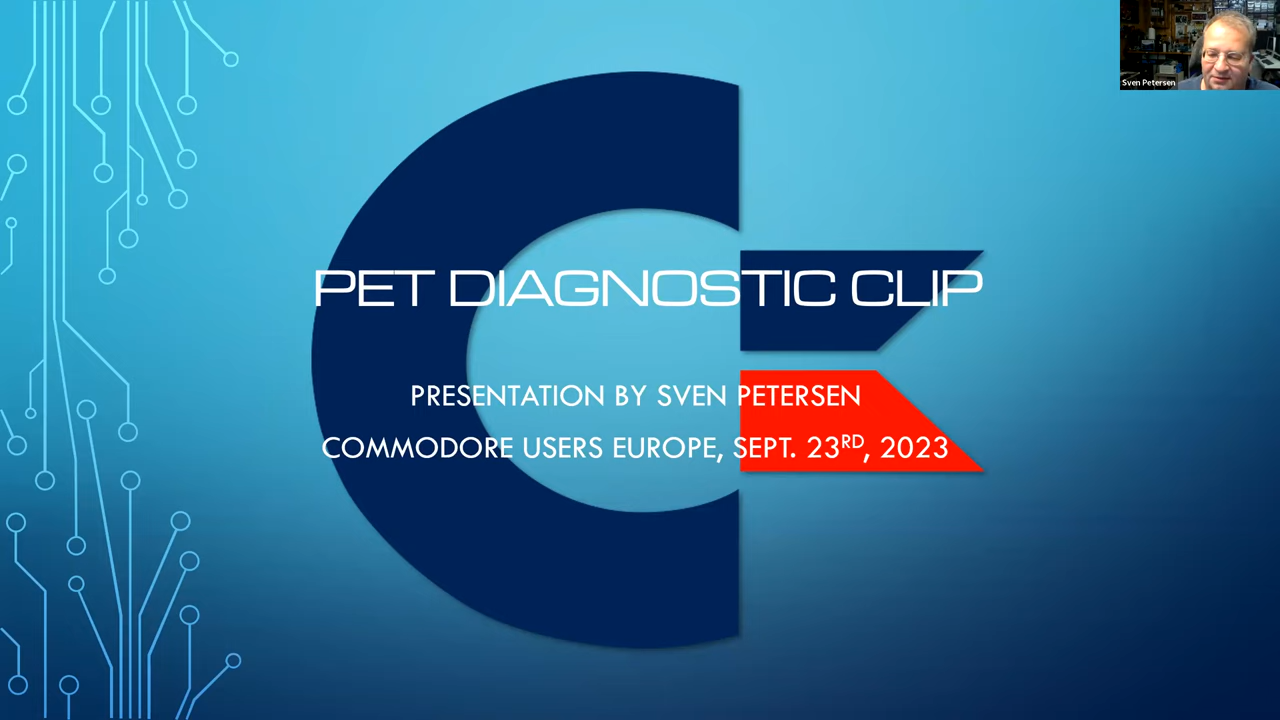 Sven Petersen
PET DIAGNOSTIC CLIP
PRESENTATION BY SVEN PETERSEN
COMMODORE USERS EUROPE, SEPT. 23RD, 2023